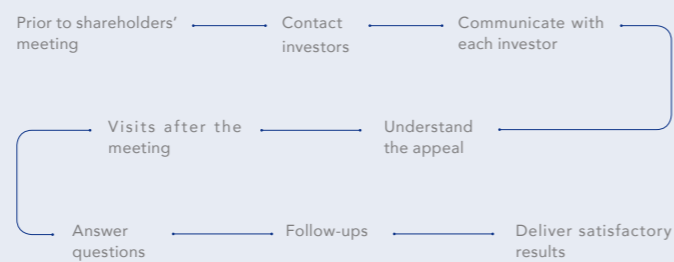 Prior to shareholders’
meeting
Contact
investors
Communicate with
each investor
Understand
the appeal
Visits after the
meeting
Answer
questions
Follow-ups
Deliver satisfactory
results